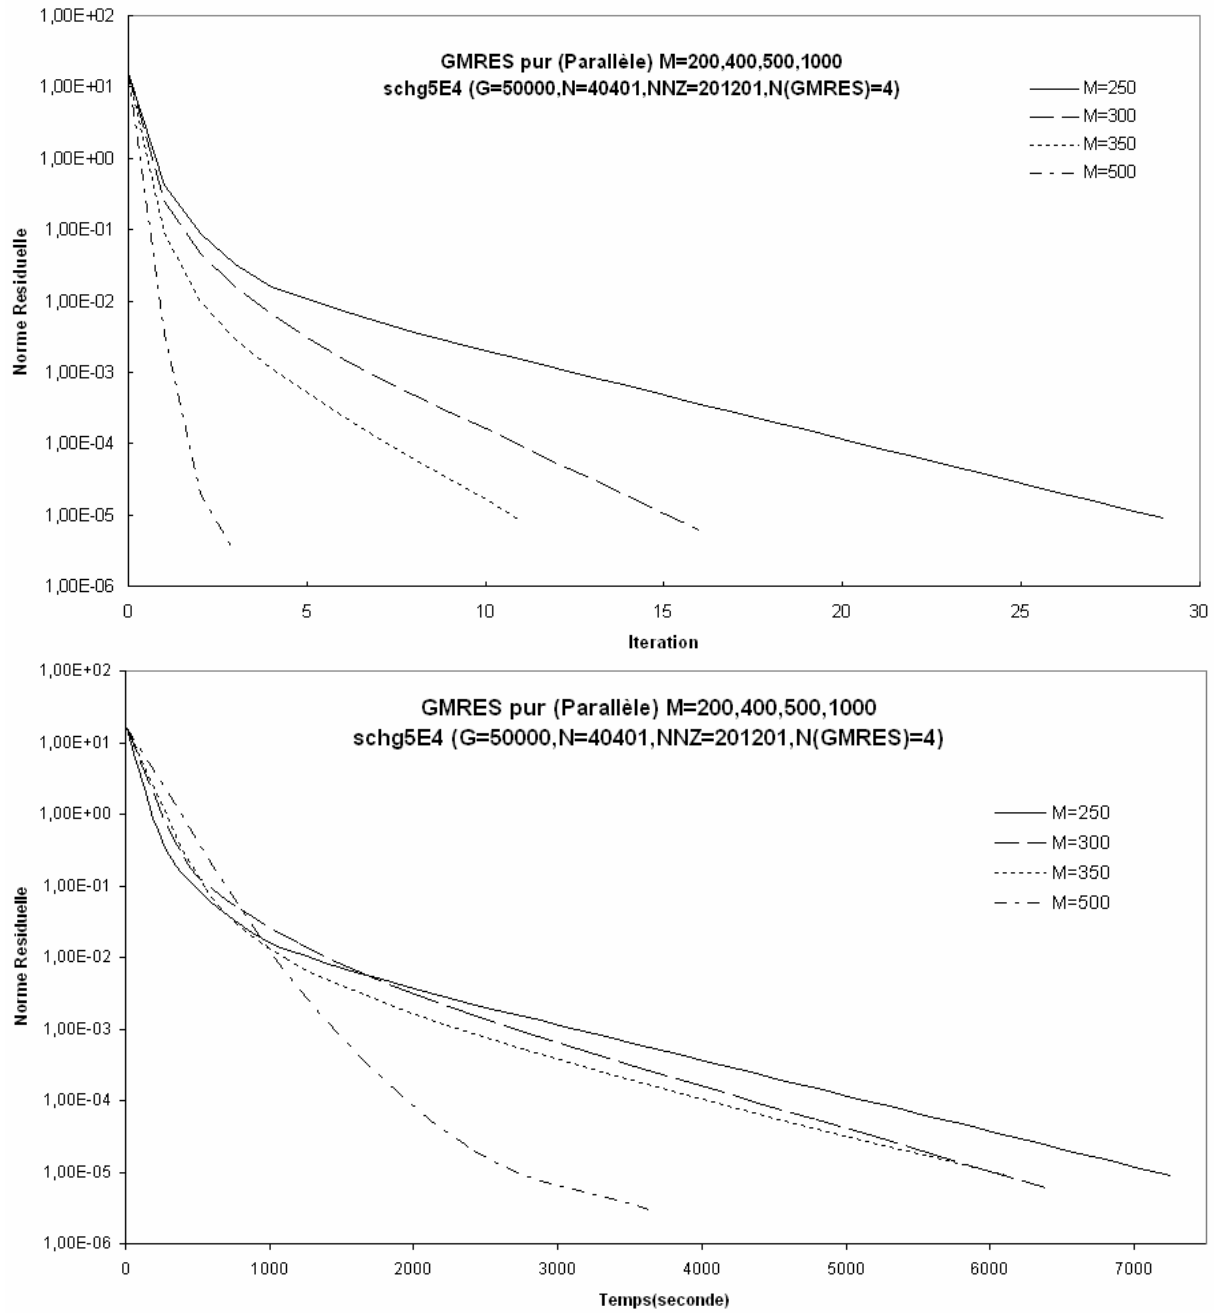 GMRES pur (Parallèle) M=200,400,500,1000
schg5E4 (G=50000,N=40401,NNZ=201201,N(GMRES)=4)
M=250
M=300
M=350
M=500
Norme Residuelle
1,00E+02
1,00E+01
1,00E+00
1,00E-01
1,00E-02
1,00E-03
1,00E-04
1,00E-05
1,00E-06
0 5 10 15 20 25 30
Iteration
GMRES pur (Parallèle) M=200,400,500,1000
schg5E4 (G=50000,N=40401,NNZ=201201,N(GMRES)=4)
M=250
M=300
M=350
M=500
Norme Residuelle
1,00E+02
1,00E+01
1,00E+00
1,00E-01
1,00E-02
1,00E-03
1,00E-04
1,00E-05
1,00E-06
0 1000 2000 3000 4000 5000 6000 7000
Temps(seconde)